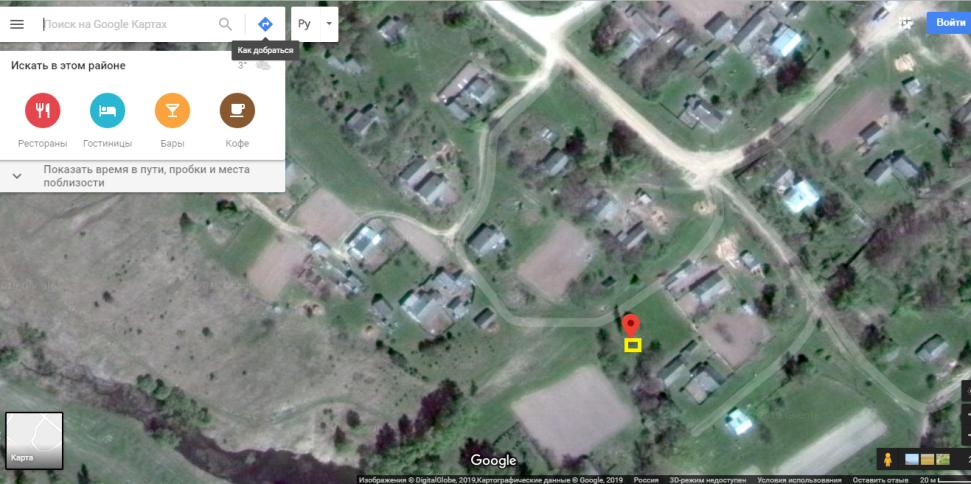 Поиск на Google Картах
Ру
Войти
Как добраться
Искать в этом районе
3°
Рестораны
Гостиницы
Бары
Кофе
Показать время в пути, пробки и места
поблизости
Карта
Google
Изображения © DigitalGlobe, 2019,Картографические данные © Google, 2019 Россия 3D-режим недоступен Условия использования Оставить отзыв 20 м